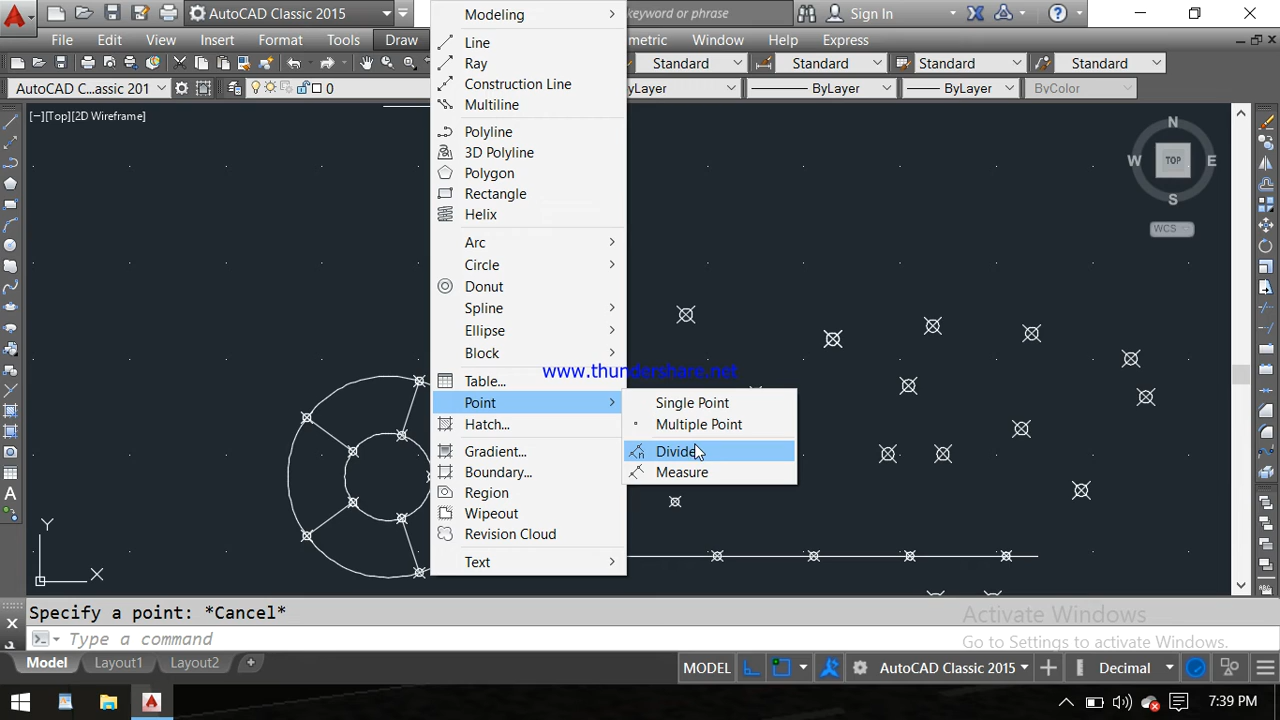 AutoCAD Classic 2015
keyword or phrase
Sign In
File Edit View Insert Format Tools Draw
metric Window Help Express
Standard Standard Standard Standard
AutoCAD C...assic 201
0
yLayer ByLayer ByLayer ByColor
[−][Top][2D Wireframe]
N
W TOP E
S
WCS
Modeling
Line
Ray
Construction Line
Multiline
Polyline
3D Polyline
Polygon
Rectangle
Helix
Arc
Circle
Donut
Spline
Ellipse
Block
Table...
Point
Hatch...
Gradient...
Boundary...
Region
Wipeout
Revision Cloud
Text
www.thundershare.net
Single Point
Multiple Point
Divide
Measure
Y
X
Specify a point: *Cancel*
Type a command
Activate Windows
Go to Settings to activate Windows.
Model Layout1 Layout2
MODEL
AutoCAD Classic 2015
Decimal
7:39 PM